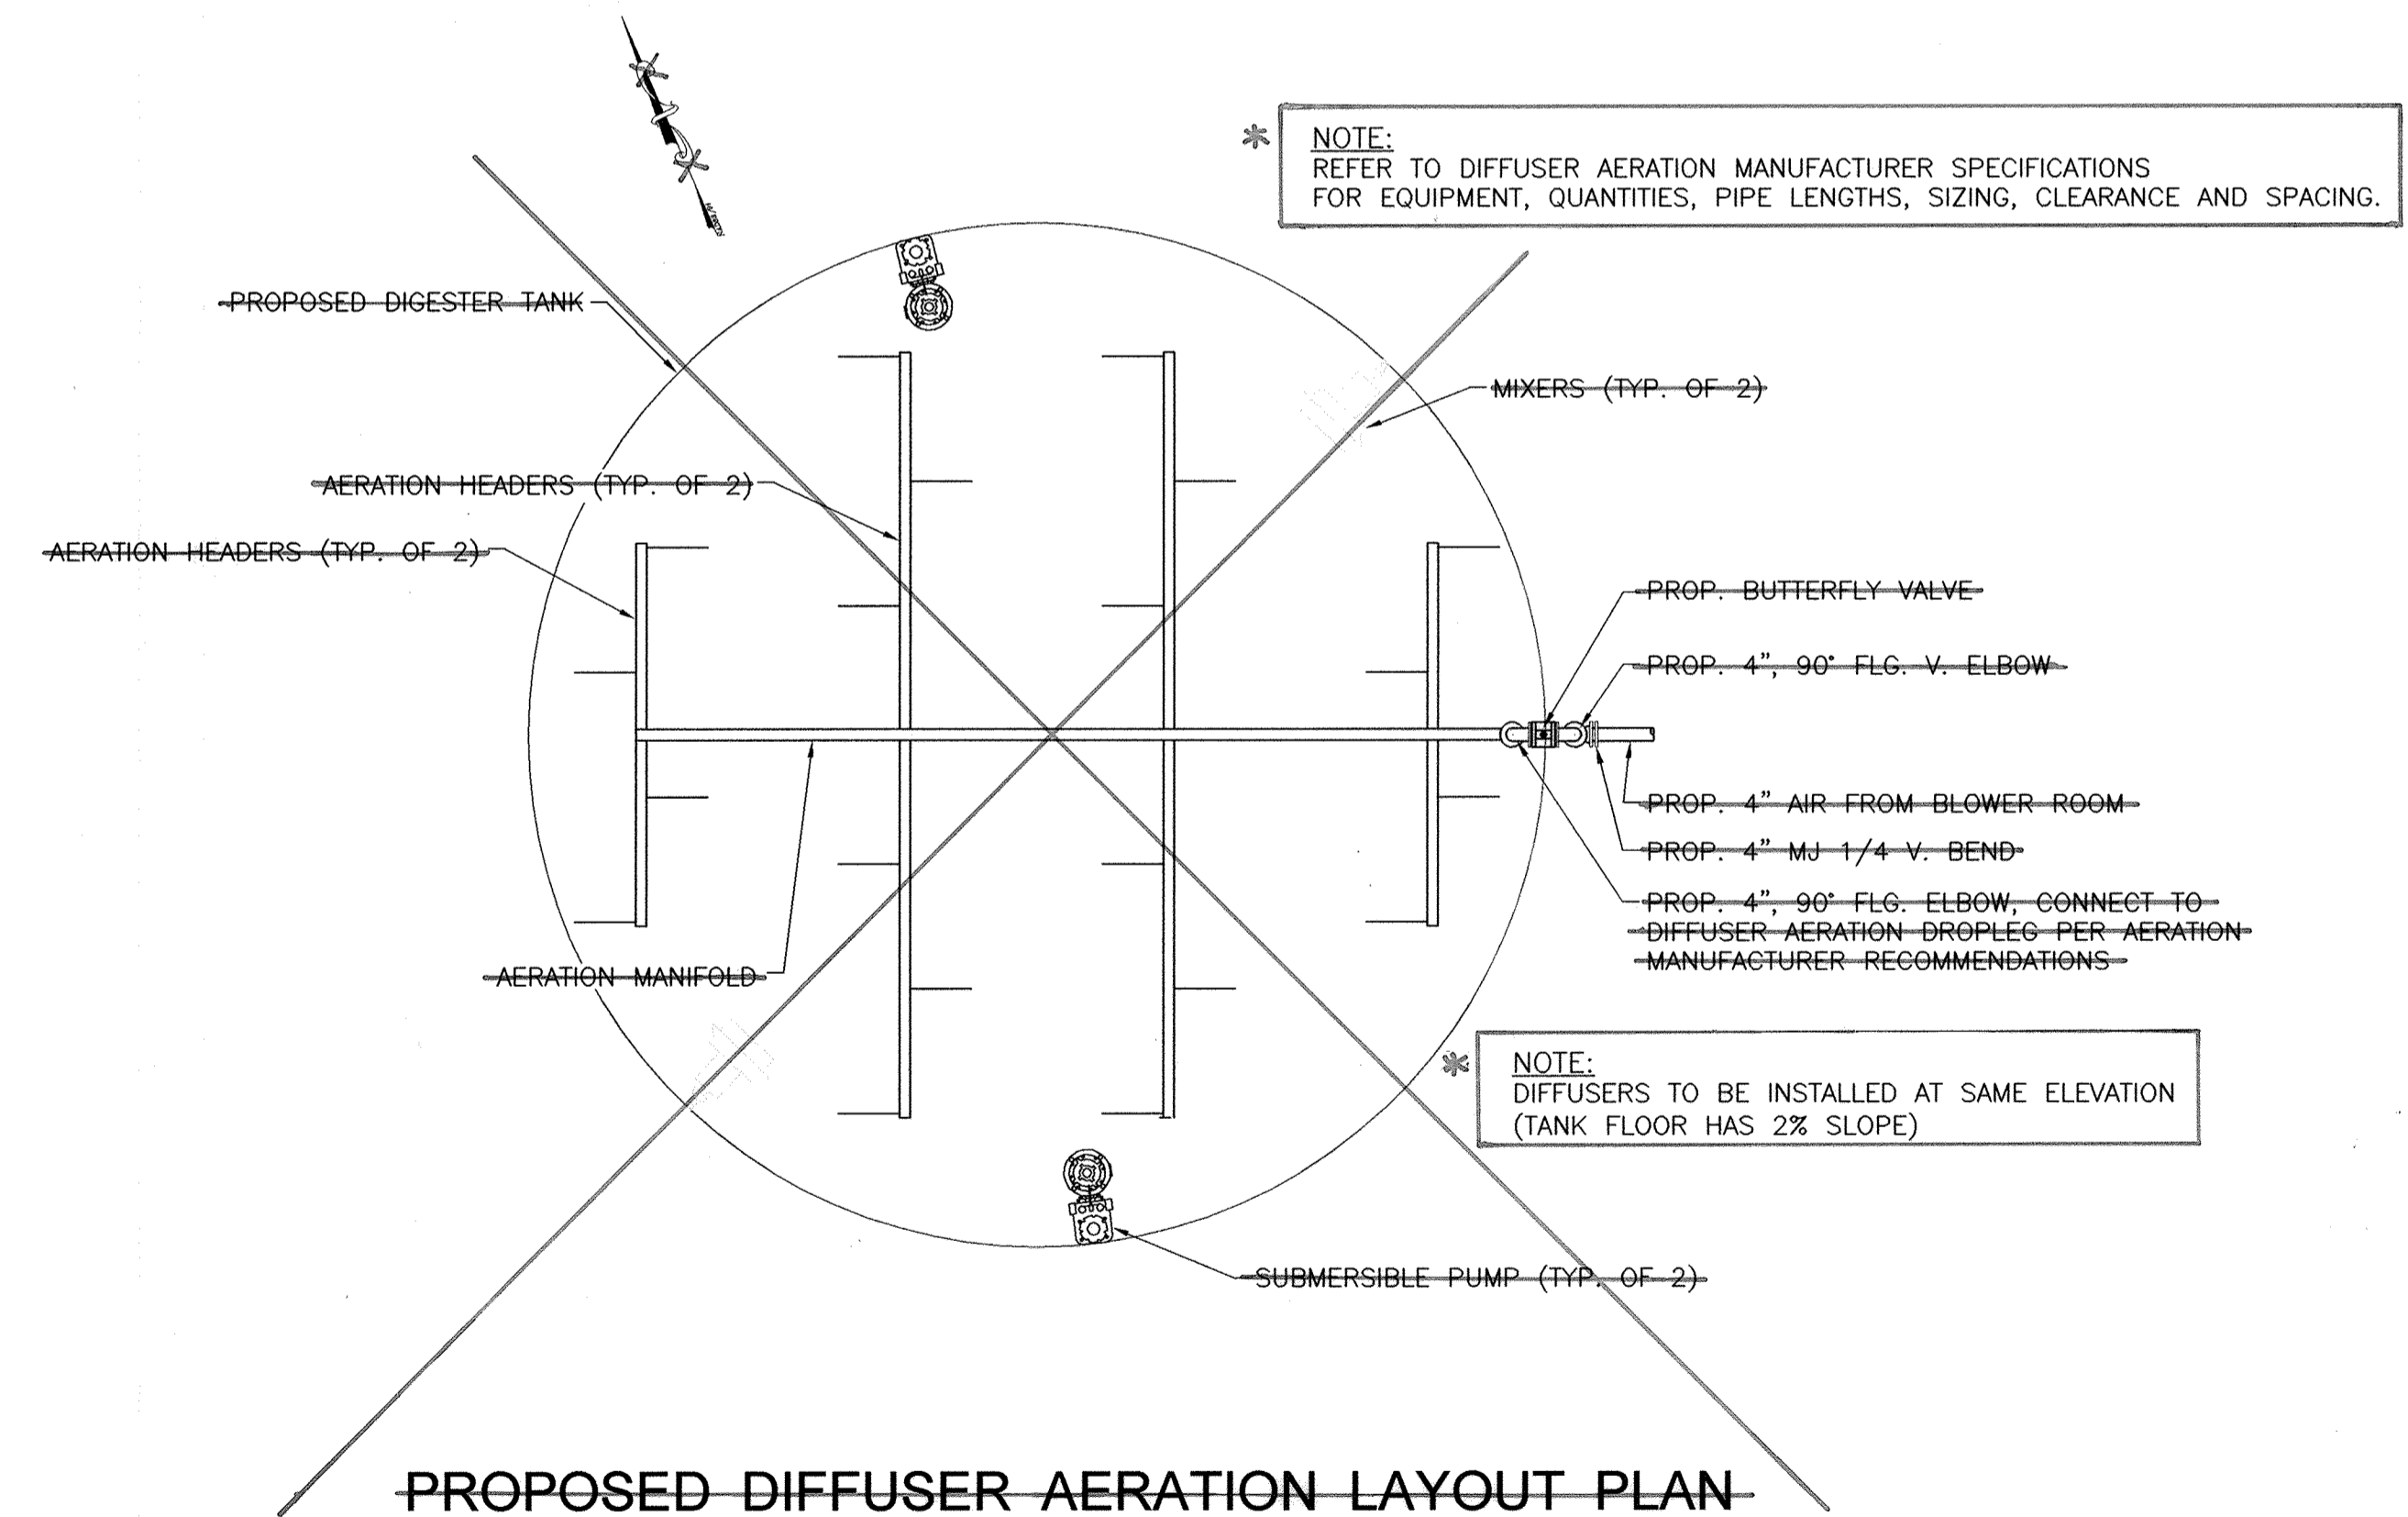 *
NOTE:
REFER TO DIFFUSER AERATION MANUFACTURER SPECIFICATIONS
FOR EQUIPMENT, QUANTITIES, PIPE LENGTHS, SIZING, CLEARANCE AND SPACING.
PROPOSED DIGESTER TANK
MIXERS (TYP. OF 2)
AERATION HEADERS (TYP. OF 2)
AERATION HEADERS (TYP. OF 2)
PROP. BUTTERFLY VALVE
PROP. 4", 90° FLG. V. ELBOW
PROP. 4" AIR FROM BLOWER ROOM
PROP. 4" MJ 1/4 V. BEND
PROP. 4", 90° FLG. ELBOW, CONNECT TO
DIFFUSER AERATION DROPLEG PER AERATION
MANUFACTURER RECOMMENDATIONS
AERATION MANIFOLD
*
NOTE:
DIFFUSERS TO BE INSTALLED AT SAME ELEVATION
(TANK FLOOR HAS 2% SLOPE)
SUBMERSIBLE PUMP (TYP. OF 2)
PROPOSED DIFFUSER AERATION LAYOUT PLAN